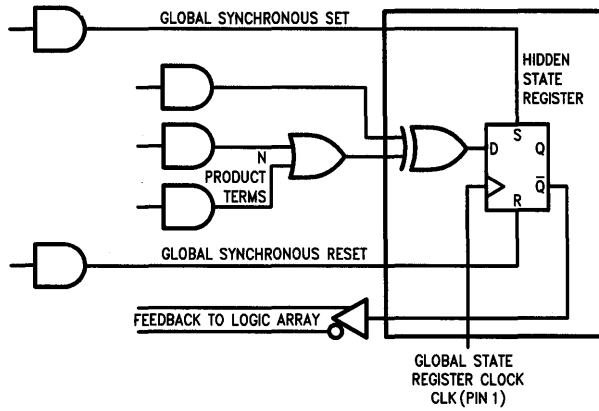 GLOBAL SYNCHRONOUS SET
HIDDEN
STATE
REGISTER
S
D Q
N
PRODUCT
TERMS
Q̅
R
GLOBAL SYNCHRONOUS RESET
FEEDBACK TO LOGIC ARRAY
GLOBAL STATE
REGISTER CLOCK
CLK (PIN 1)